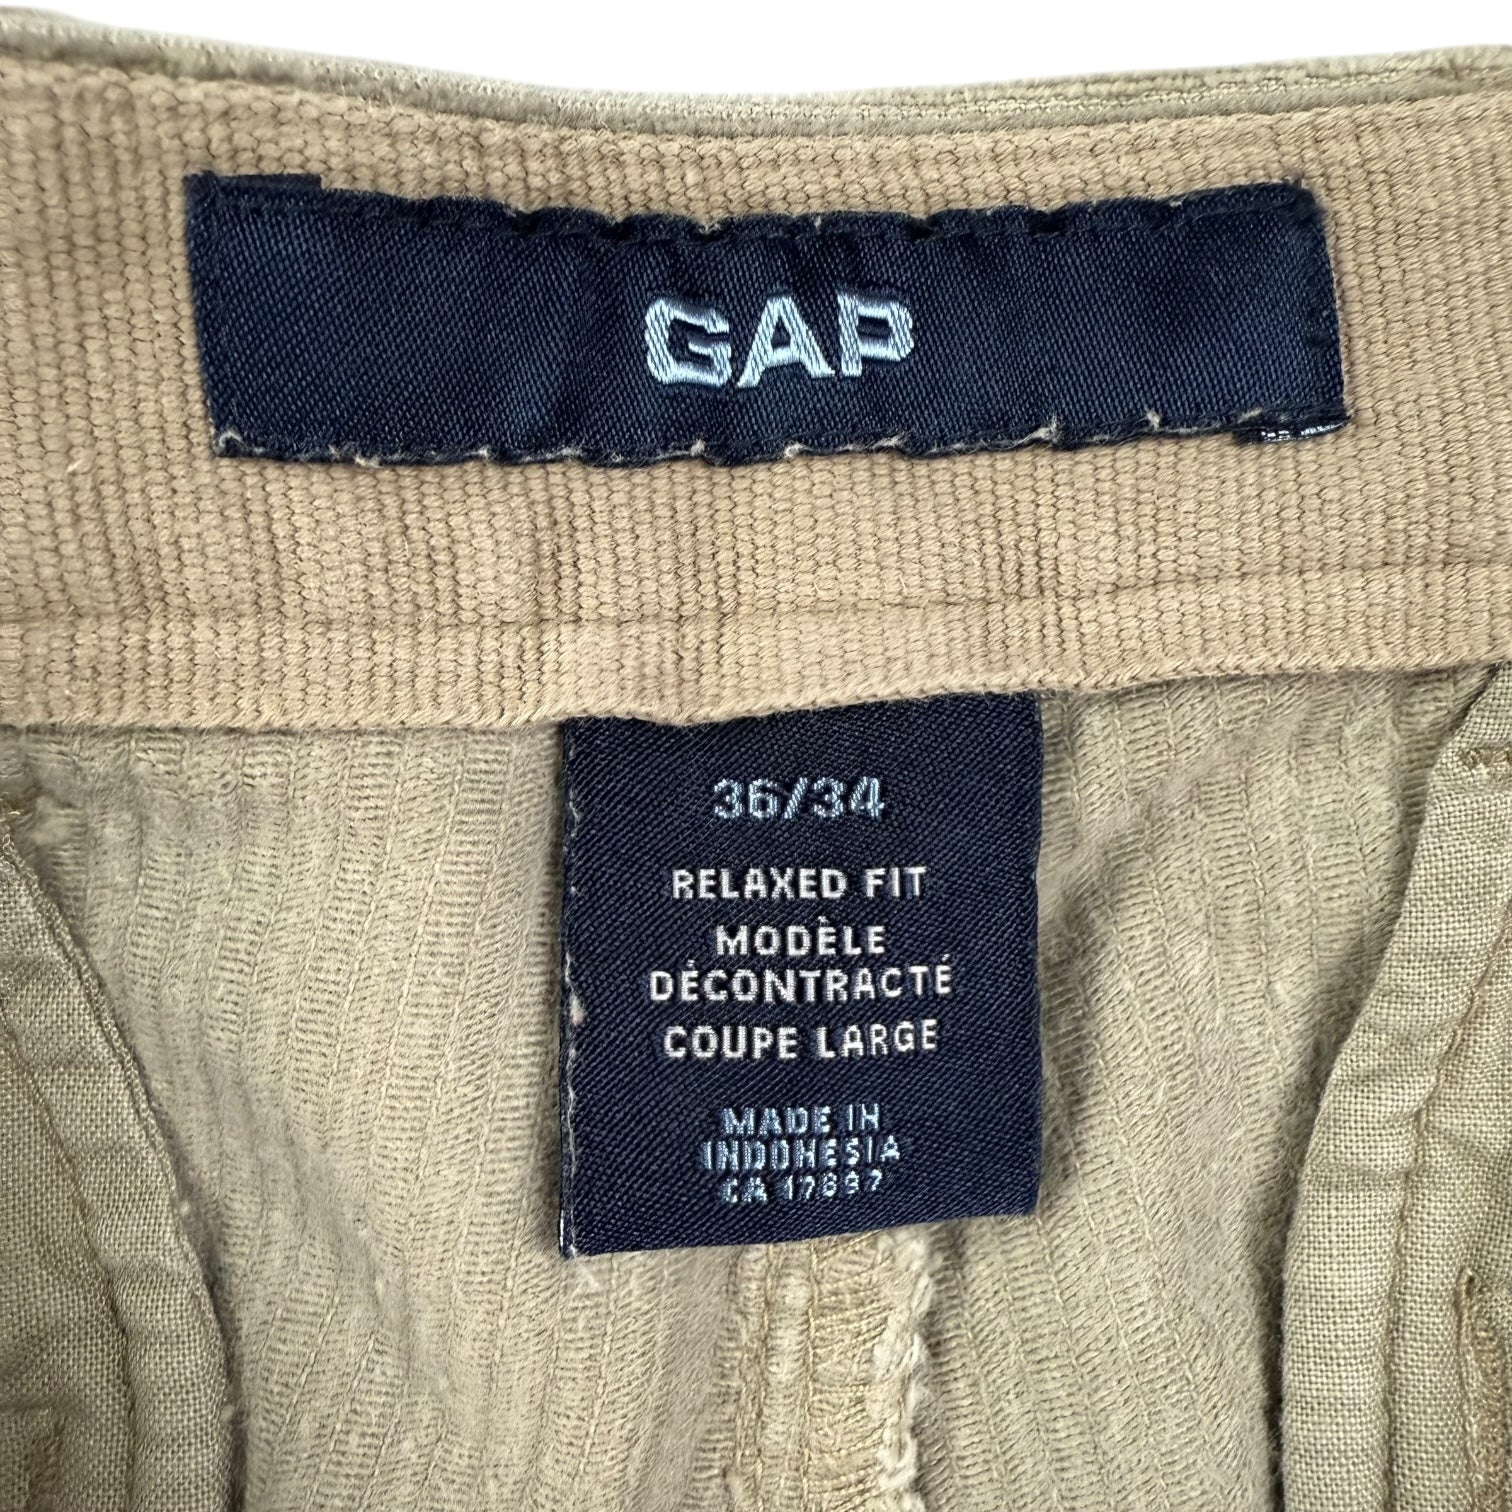 GAP
36/34
RELAXED FIT
MODÈLE
DÉCONTRACTÉ
COUPE LARGE
MADE IN
INDONESIA
CA 17897